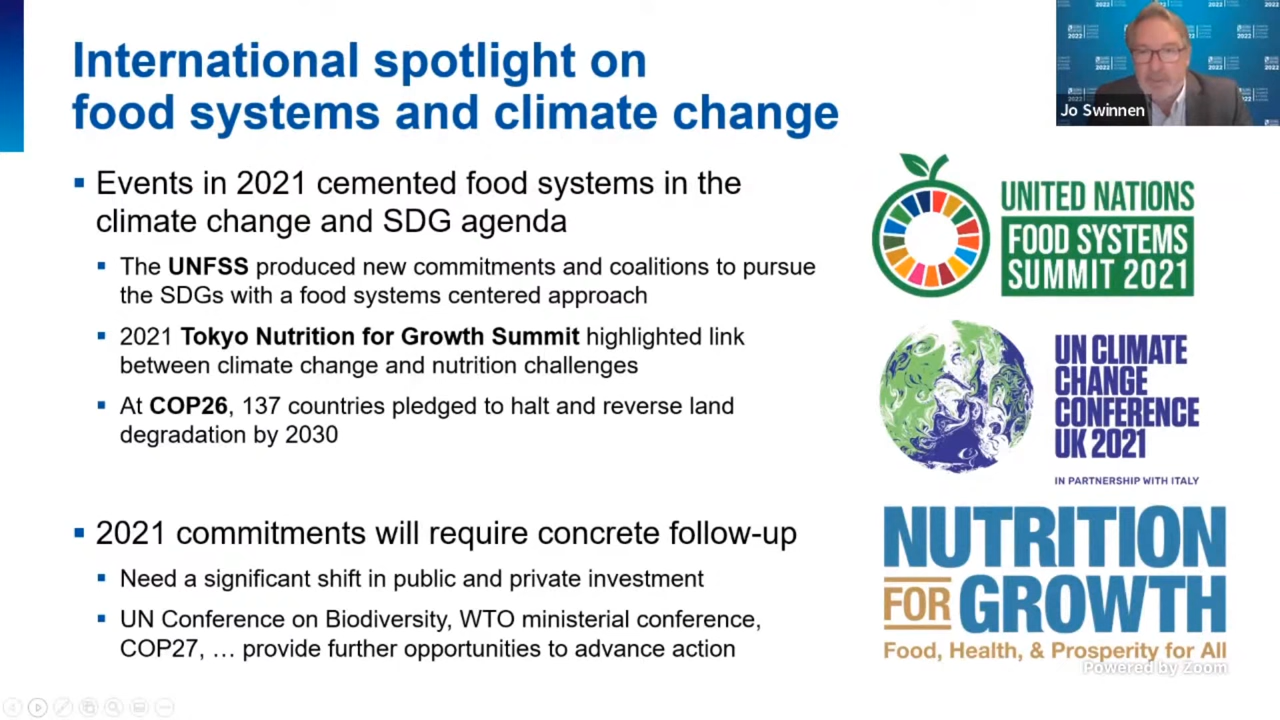 International spotlight on
food systems and climate change
Events in 2021 cemented food systems in the
climate change and SDG agenda
The UNFSS produced new commitments and coalitions to pursue
the SDGs with a food systems centered approach
2021 Tokyo Nutrition for Growth Summit highlighted link
between climate change and nutrition challenges
At COP26, 137 countries pledged to halt and reverse land
degradation by 2030
2021 commitments will require concrete follow-up
Need a significant shift in public and private investment
UN Conference on Biodiversity, WTO ministerial conference,
COP27, … provide further opportunities to advance action
Jo Swinnen
UNITED NATIONS
FOOD SYSTEMS
SUMMIT 2021
UN CLIMATE
CHANGE
CONFERENCE
UK 2021
IN PARTNERSHIP WITH ITALY
NUTRITION
FOR GROWTH
Food, Health, & Prosperity for All
Powered by Zoom